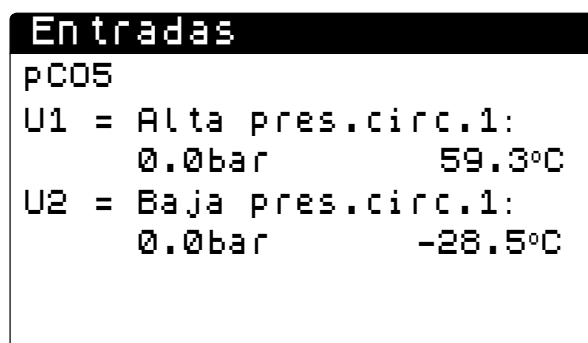 Entradas
pCO5
U1 = Alta pres.circ.1:
0.0bar 59.3ºC
U2 = Baja pres.circ.1:
0.0bar -28.5ºC